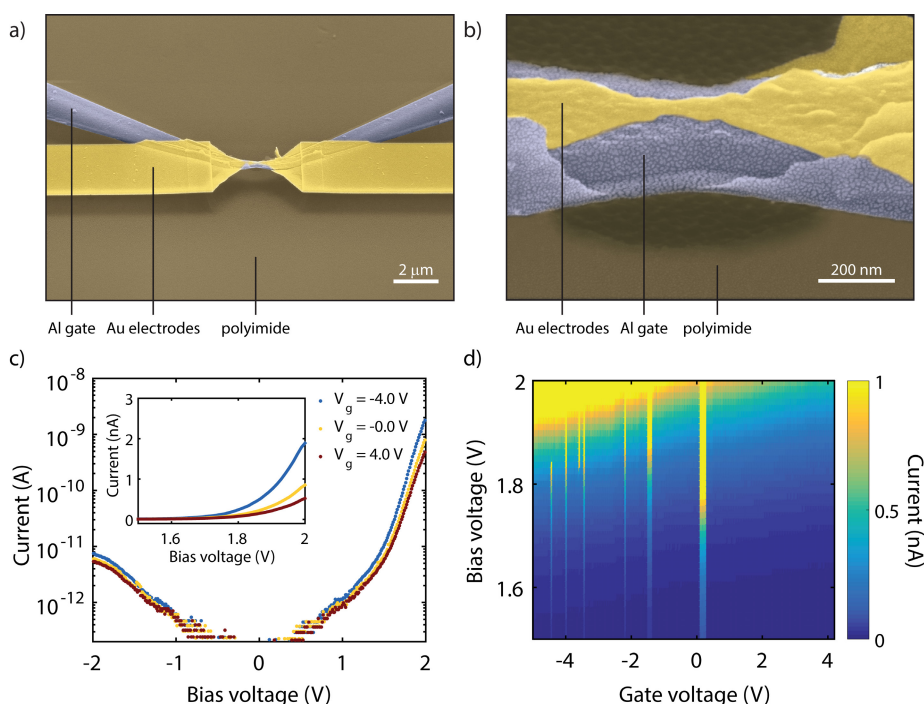 a)
b)
2 μm
200 nm
Al gate
Au electrodes
polyimide
Au electrodes
Al gate
polyimide
c)
d)
10⁻⁸
10⁻⁹
10⁻¹⁰
10⁻¹¹
10⁻¹²
Current (A)
-2
-1
0
1
2
Bias voltage (V)
3
2
1
0
Current (nA)
1.6
1.8
2
Bias voltage (V)
V_g = -4.0 V
V_g = -0.0 V
V_g = 4.0 V
2
1.8
1.6
Bias voltage (V)
-4
-2
0
2
4
Gate voltage (V)
1
0.5
0
Current (nA)